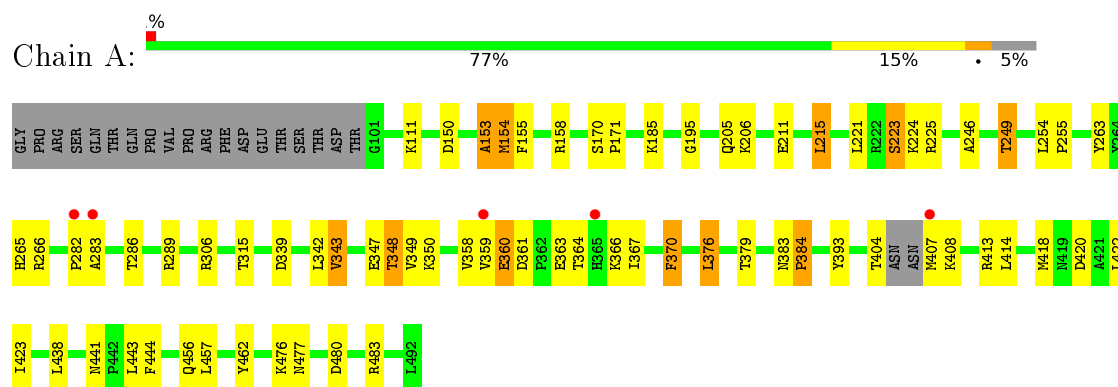 %
Chain A:
77% 15% • 5%
GLY PRO ARG SER GLN THR GLN PRO VAL PRO ARG PHE ASP GLU THR SER THR ASP THR G101 K111 D150 A153 M154 F155 R158 S170 P171 K185 G195 Q205 K206 E211 L215 L221 R222 S223 K224 R225 A246 T249 L254 P255 Y263
H265 R266 P282 A283 T286 R289 R306 T315 D339 L342 V343 E347 T348 V349 K350 V358 V359 E360 D361 P362 E363 T364 H365 K366 I367 F370 L376 T379 N383 P384 Y393 T404 ASN ASN M407 K408 R413 L414 M418 N419 D420 A421
I423 L438 N441 P442 L443 F444 Q456 L457 Y462 K476 N477 D480 R483 L492